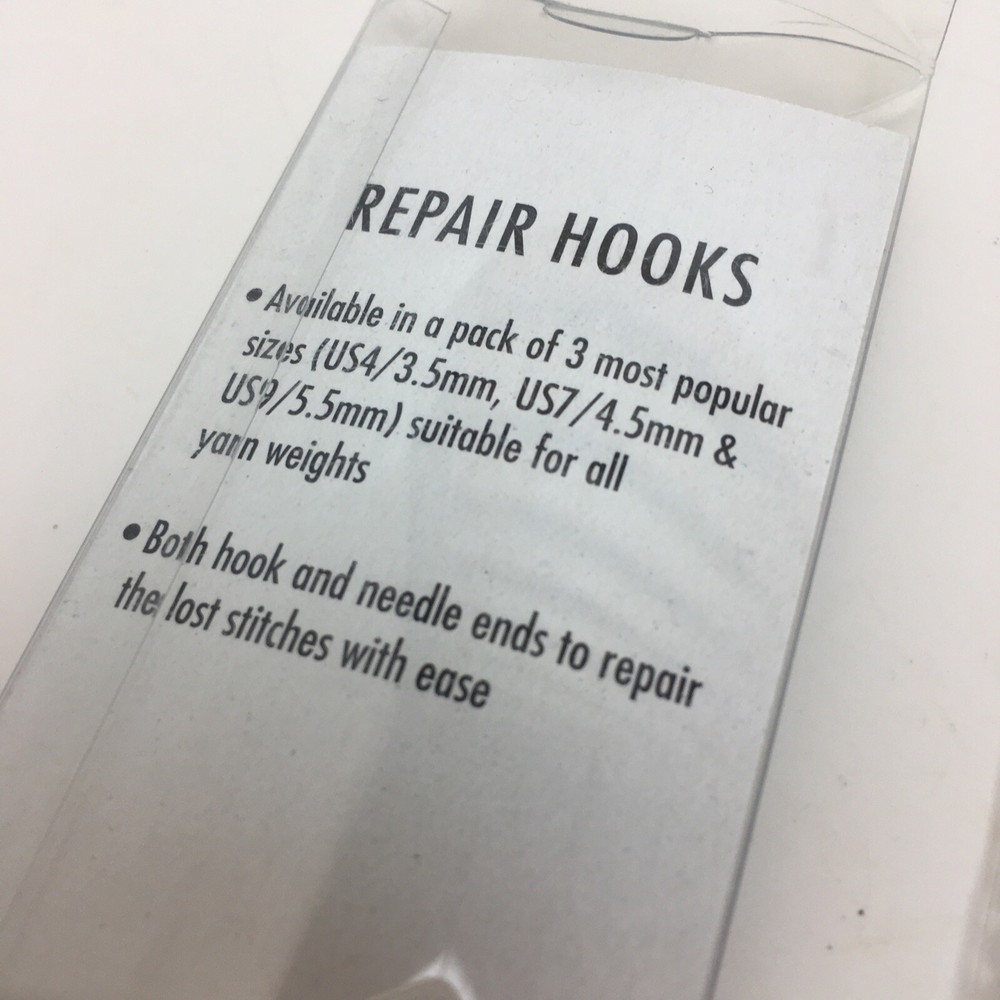 REPAIR HOOKS
• Available in a pack of 3 most popular
sizes (US4/3.5mm, US7/4.5mm &
US9/5.5mm) suitable for all
yarn weights
• Both hook and needle ends to repair
the lost stitches with ease